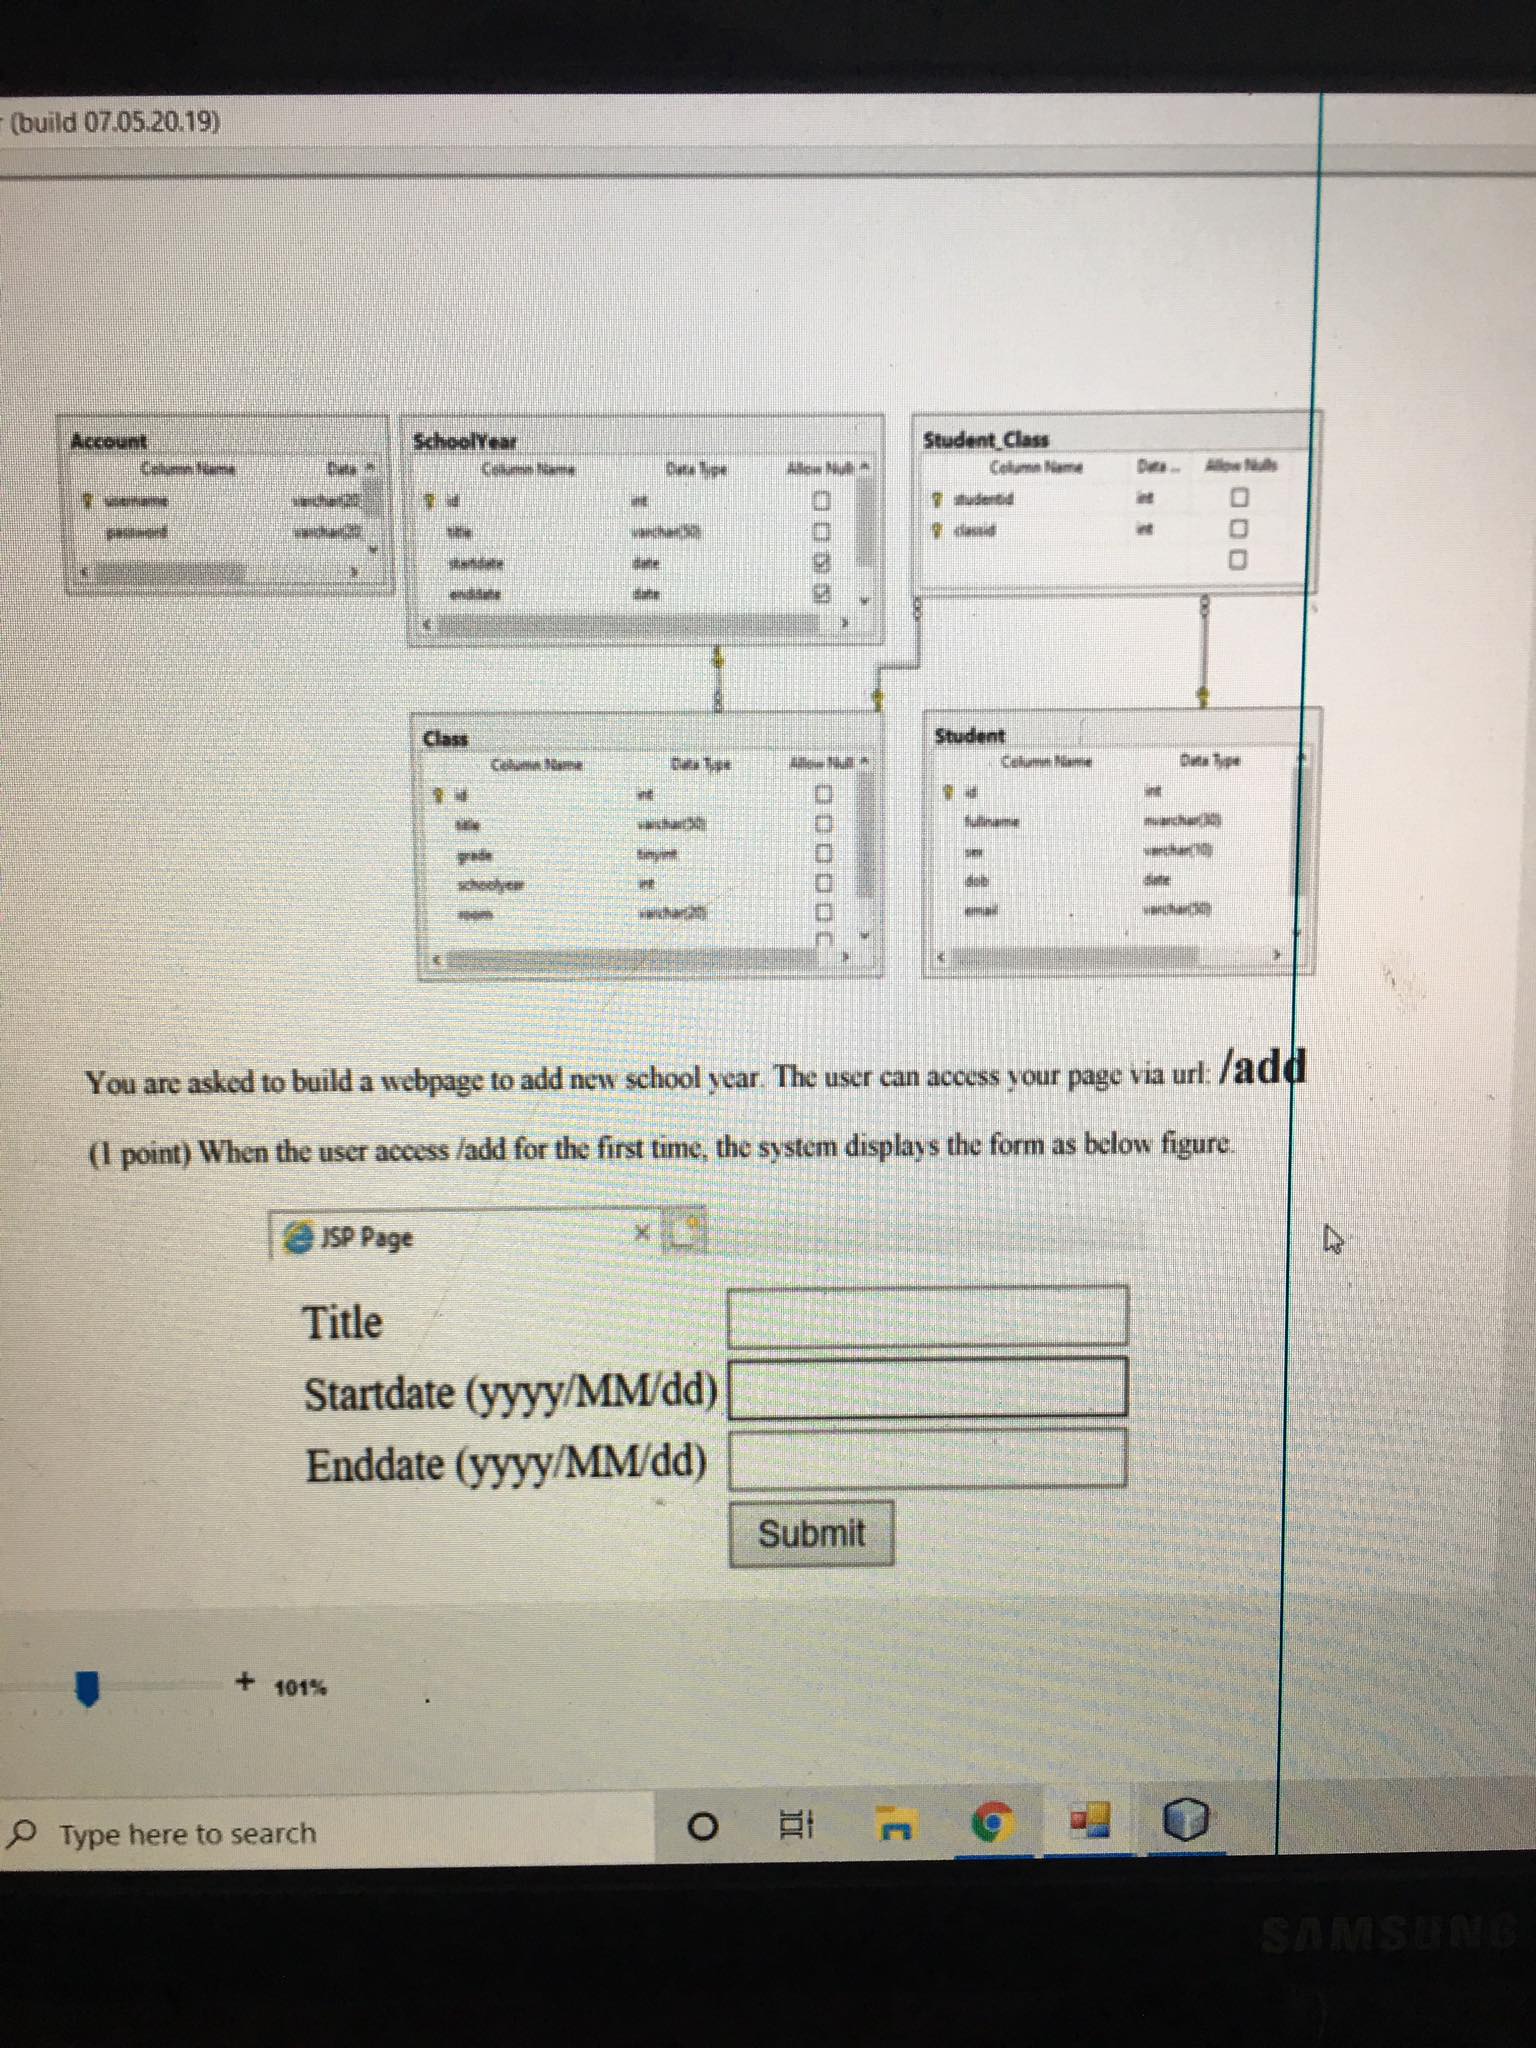 (build 07.05.20.19)
Account
Column Name Data
username varchar(20
password varchar(20
SchoolYear
Column Name Data Type Allow Null
id int
title varchar(50)
startdate date
enddate date
Student_Class
Column Name Data ... Allow Nulls
studentid int
classid int
Class
Column Name Data Type Allow Null
id int
title varchar(50)
grade tinyint
schoolyear int
room varchar(20)
Student
Column Name Data Type
id int
fullname nvarchar(30)
sex varchar(10)
dob date
email varchar(50)
You are asked to build a webpage to add new school year. The user can access your page via url: /add
(1 point) When the user access /add for the first time, the system displays the form as below figure.
JSP Page
Title
Startdate (yyyy/MM/dd)
Enddate (yyyy/MM/dd)
Submit
+ 101%
Type here to search
SAMSUNG